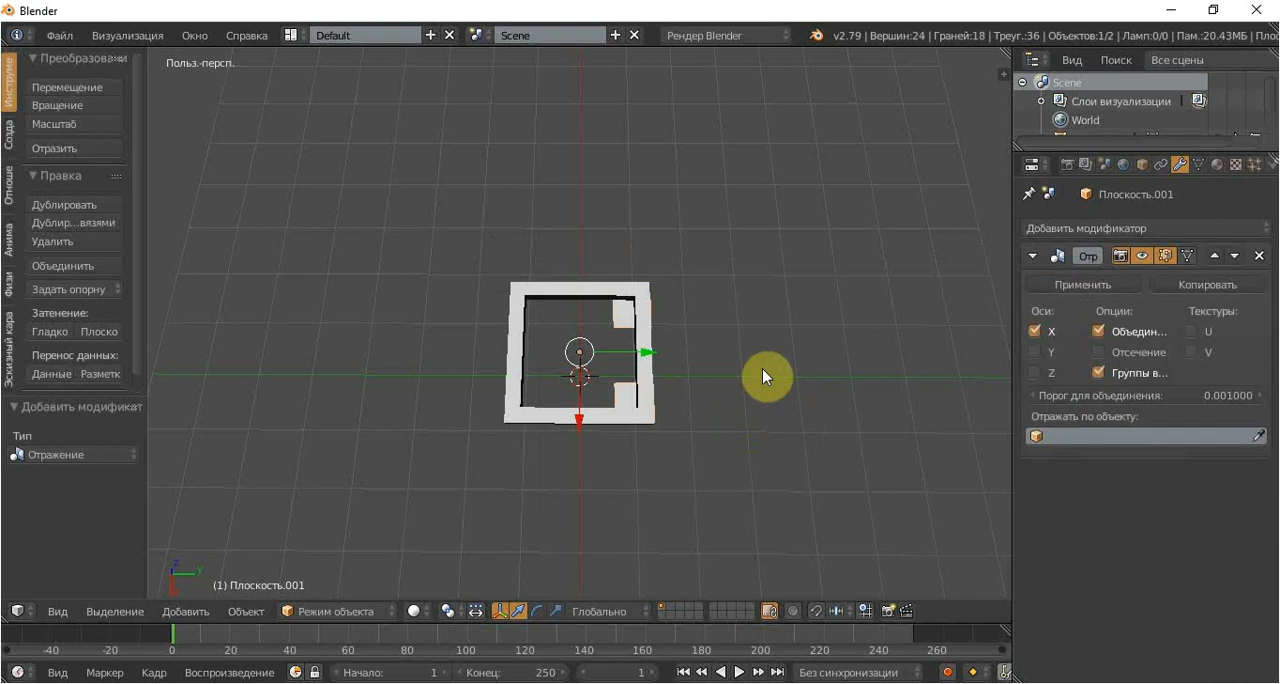 Blender
Файл Визуализация Окно Справка Default Scene Рендер Blender v2.79 | Вершин:24 | Граней:18 | Треуг.:36 | Объектов:1/2 | Ламп:0/0 | Пам.:20.43МБ | Плос
Польз.-персп.
Инструме
Созда
Отноше
Анима
Физи
Эскизный кара
Преобразовани
Перемещение
Вращение
Масштаб
Отразить
Правка
Дублировать
Дублир...вязями
Удалить
Объединить
Задать опорну
Затенение:
Гладко Плоско
Перенос данных:
Данные Разметк
Добавить модификат
Тип
Отражение
z
y
(1) Плоскость.001
Вид Поиск Все сцены
Scene
Слои визуализации
World
Плоскость.001
Добавить модификатор
Отр
Применить Копировать
Оси: Опции: Текстуры:
X Объедин... U
Y Отсечение V
Z Группы в...
Порог для объединения: 0.001000
Отражать по объекту:
Вид Выделение Добавить Объект Режим объекта Глобально
-40 -20 0 20 40 60 80 100 120 140 160 180 200 220 240 260
Вид Маркер Кадр Воспроизведение Начало: 1 Конец: 250 1 Без синхронизации